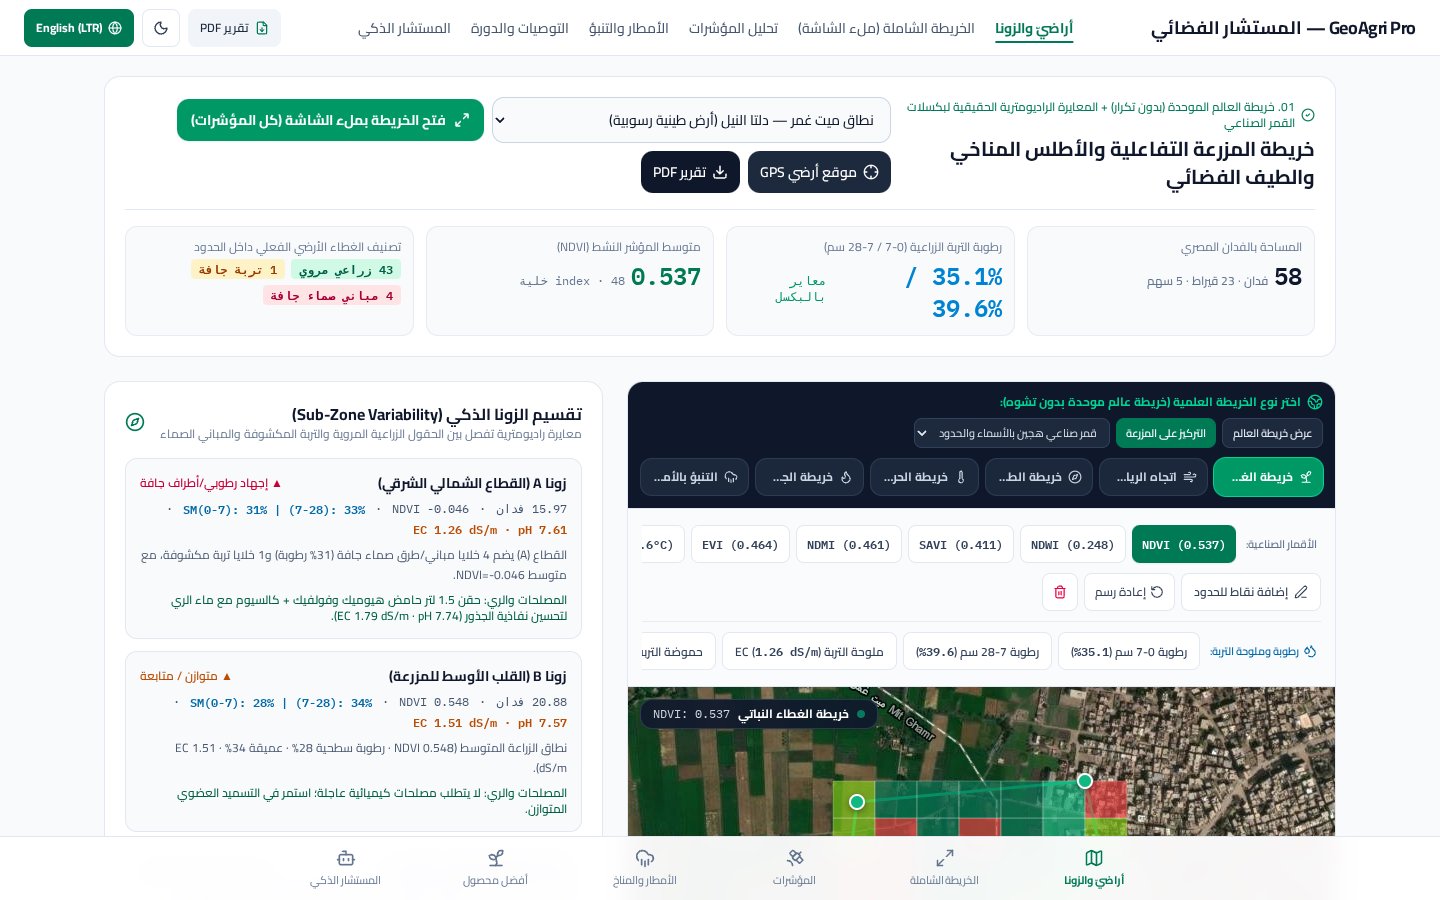 GeoAgri Pro — المستشار الفضائي
أراضيّ والزونا
الخريطة الشاملة (ملء الشاشة)
تحليل المؤشرات
الأمطار والتنبؤ
التوصيات والدورة
المستشار الذكي
تقرير PDF
English (LTR)
01. خريطة العالم الموحدة (بدون تكرار) + المعايرة الراديومترية الحقيقية لبكسلات
القمر الصناعي
خريطة المزرعة التفاعلية والأطلس المناخي
والطيف الفضائي
نطاق ميت غمر — دلتا النيل (أرض طينية رسوبية)
فتح الخريطة بملء الشاشة (كل المؤشرات)
موقع أرضي GPS
تقرير PDF
المساحة بالفدان المصري
58 فدان · 23 قيراط · 5 سهم
رطوبة التربة الزراعية (0-7 / 7-28 سم)
35.1% /
39.6%
معاير
بالبكسل
متوسط المؤشر النشط (NDVI)
0.537 index · 48 خلية
تصنيف الغطاء الأرضي الفعلي داخل الحدود
43 زراعي مروي
1 تربة جافة
4 مباني صماء جافة
اختر نوع الخريطة العلمية (خريطة عالم موحدة بدون تشوه):
عرض خريطة العالم
التركيز على المزرعة
قمر صناعي هجين بالأسماء والحدود
خريطة الغ...
اتجاه الريا...
خريطة الط...
خريطة الحر...
خريطة الج...
التنبؤ بالأم...
الأقمار الصناعية:
NDVI (0.537)
NDWI (0.248)
SAVI (0.411)
NDMI (0.461)
EVI (0.464)
.6°C)
إضافة نقاط للحدود
إعادة رسم
رطوبة وملوحة التربة:
رطوبة 0-7 سم (35.1%)
رطوبة 7-28 سم (39.6%)
ملوحة التربة EC (1.26 dS/m)
حموضة الترب
خريطة الغطاء النباتي NDVI: 0.537
ميت غمر Mit Ghamr
تقسيم الزونا الذكي (Sub-Zone Variability)
معايرة راديومترية تفصل بين الحقول الزراعية المروية والتربة المكشوفة والمباني الصماء
زونا A (القطاع الشمالي الشرقي)
▲ إجهاد رطوبي/أطراف جافة
15.97 فدان · NDVI -0.046 · SM(0-7): 31% | (7-28): 33% ·
EC 1.26 dS/m · pH 7.61
القطاع (A) يضم 4 خلايا مباني/طرق صماء جافة (31% رطوبة) و1 خلايا تربة مكشوفة، مع
متوسط NDVI=-0.046.
المصلحات والري: حقن 1.5 لتر حامض هيوميك وفولفيك + كالسيوم مع ماء الري
لتحسين نفاذية الجذور (EC 1.79 dS/m · pH 7.74).
زونا B (القلب الأوسط للمزرعة)
▲ متوازن / متابعة
20.88 فدان · NDVI 0.548 · SM(0-7): 28% | (7-28): 34% ·
EC 1.51 dS/m · pH 7.57
نطاق الزراعة المتوسط (NDVI 0.548 · رطوبة سطحية 28% · عميقة 34% · EC 1.51
dS/m).
المصلحات والري: لا يتطلب مصلحات كيميائية عاجلة؛ استمر في التسميد العضوي
المتوازن.
أراضيّ والزونا
الخريطة الشاملة
المؤشرات
الأمطار والمناخ
أفضل محصول
المستشار الذكي